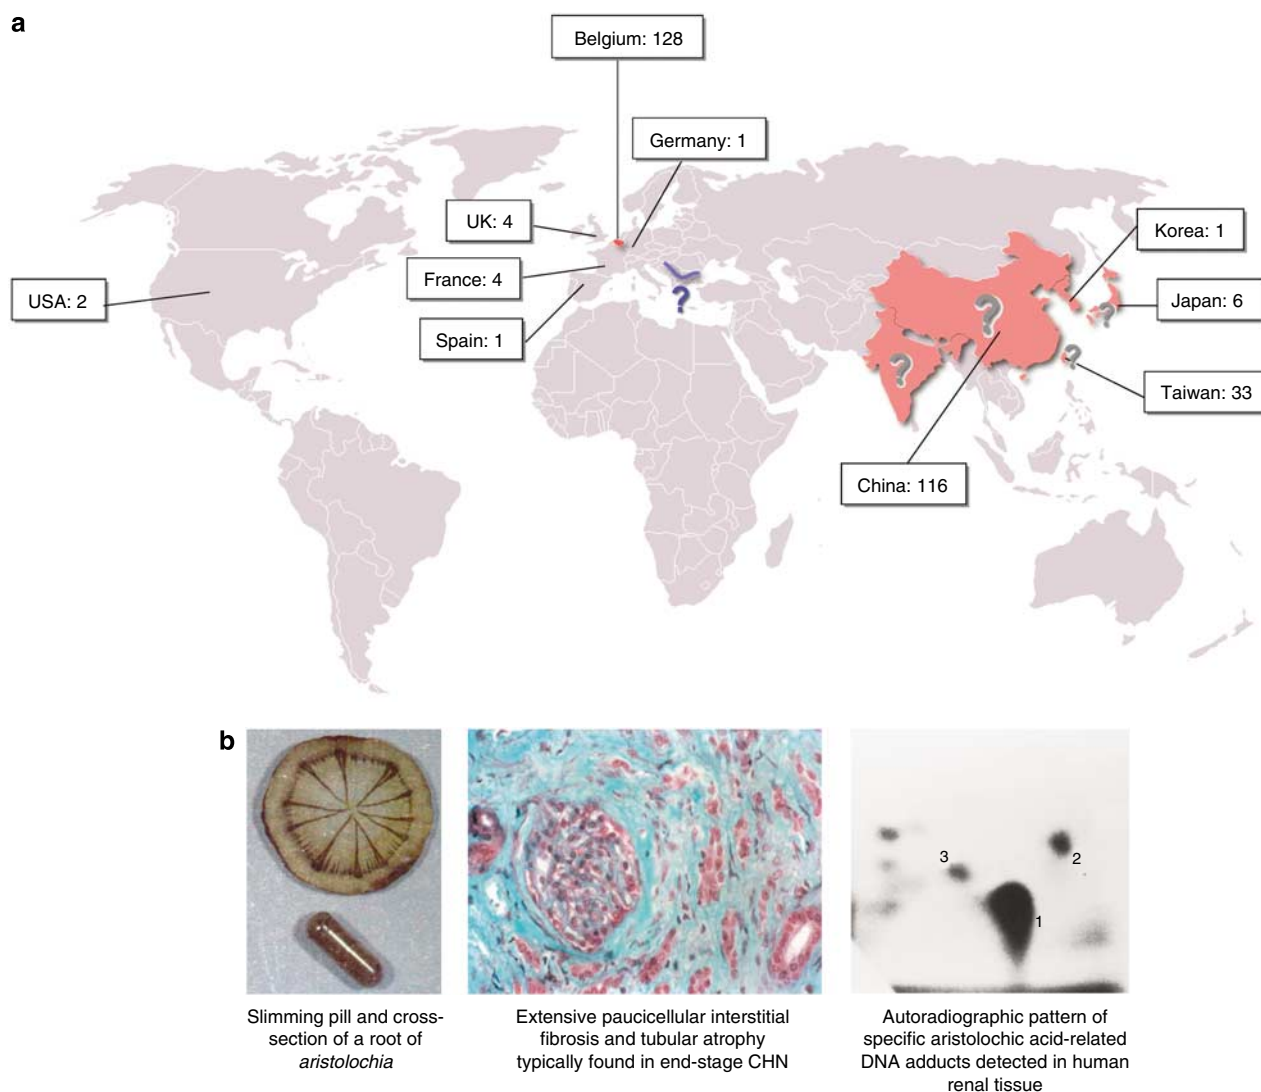 a
Belgium: 128
Germany: 1
UK: 4
Korea: 1
France: 4
USA: 2
Japan: 6
Spain: 1
Taiwan: 33
China: 116
?
?
?
?
?
b
3
2
1
Slimming pill and cross-
section of a root of
aristolochia
Extensive paucicellular interstitial
fibrosis and tubular atrophy
typically found in end-stage CHN
Autoradiographic pattern of
specific aristolochic acid-related
DNA adducts detected in human
renal tissue